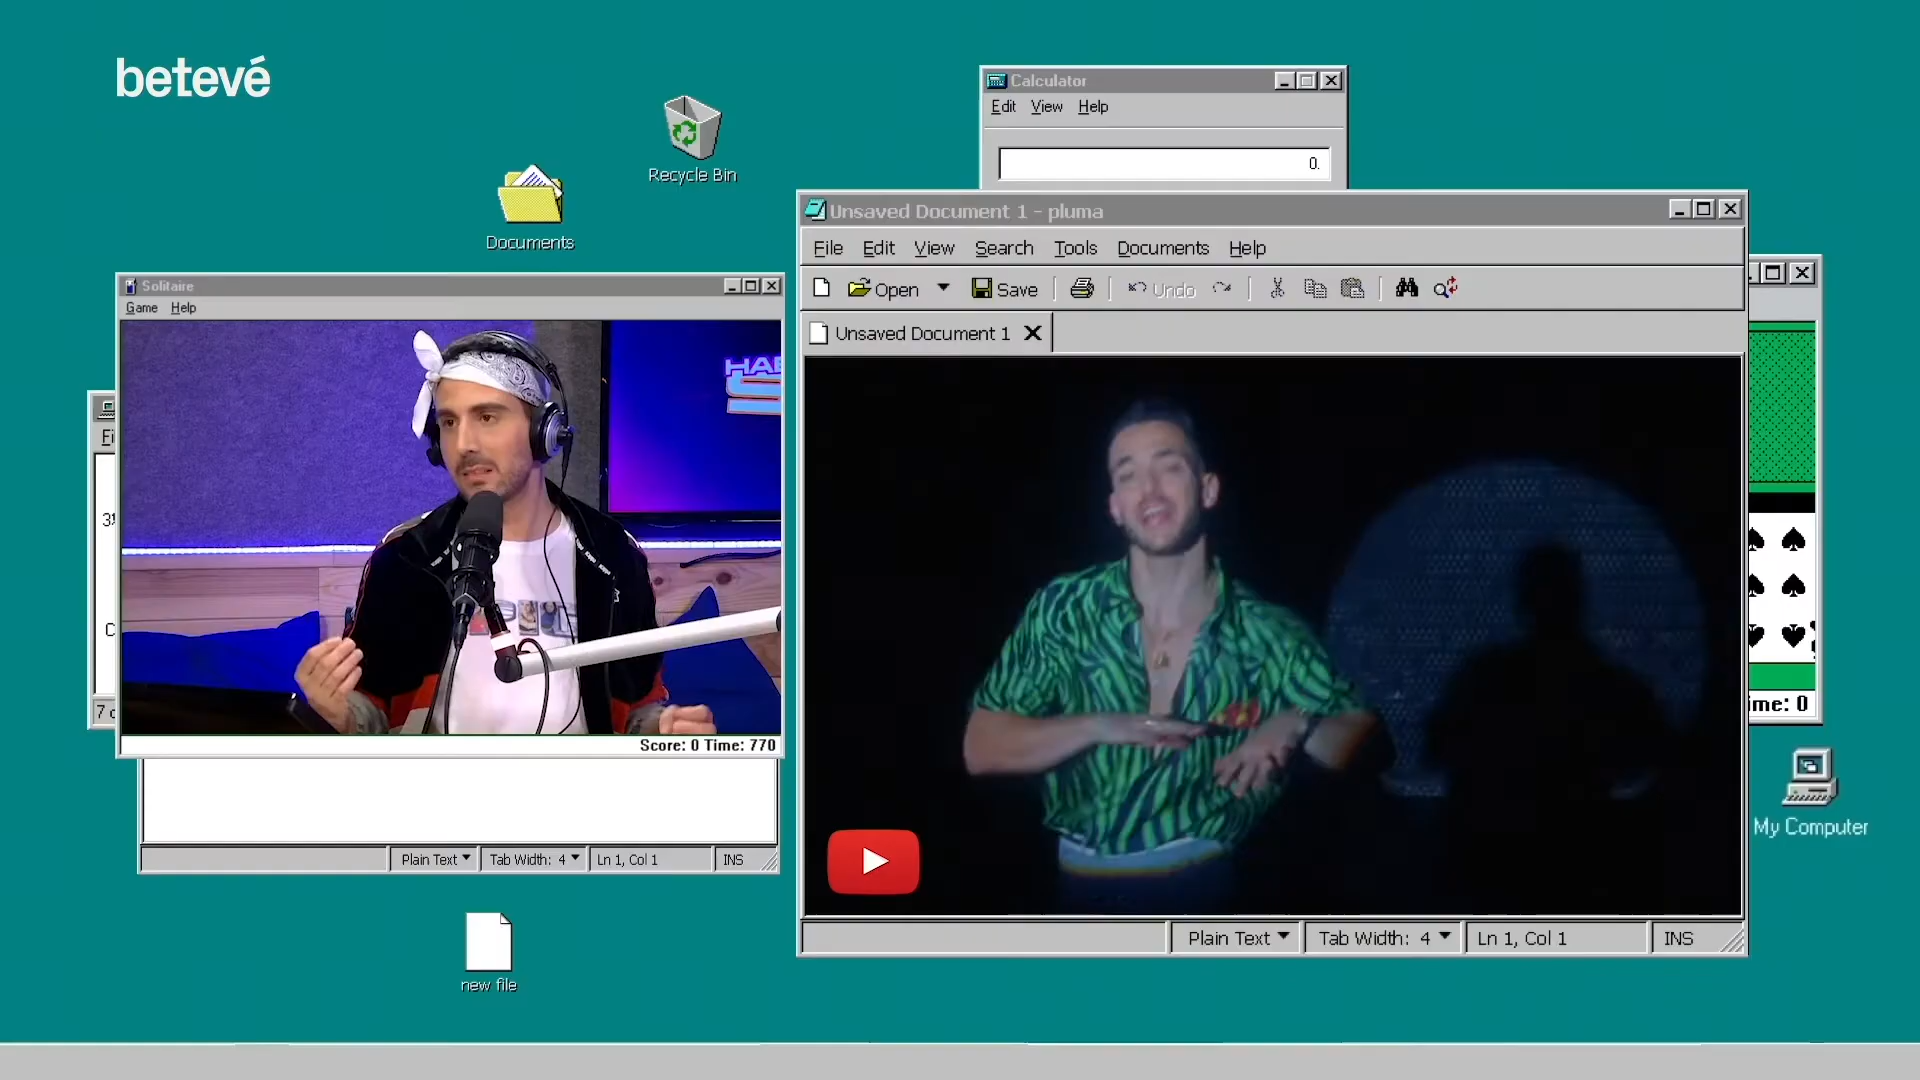 betevé
Recycle Bin
Documents
Calculator
Edit View Help
0.
Unsaved Document 1 - pluma
File Edit View Search Tools Documents Help
Open Save Undo
Unsaved Document 1
Solitaire
Game Help
HAB
Fi
Score: 0 Time: 770
7
Plain Text Tab Width: 4 Ln 1, Col 1 INS
ime: 0
My Computer
Plain Text Tab Width: 4 Ln 1, Col 1 INS
new file